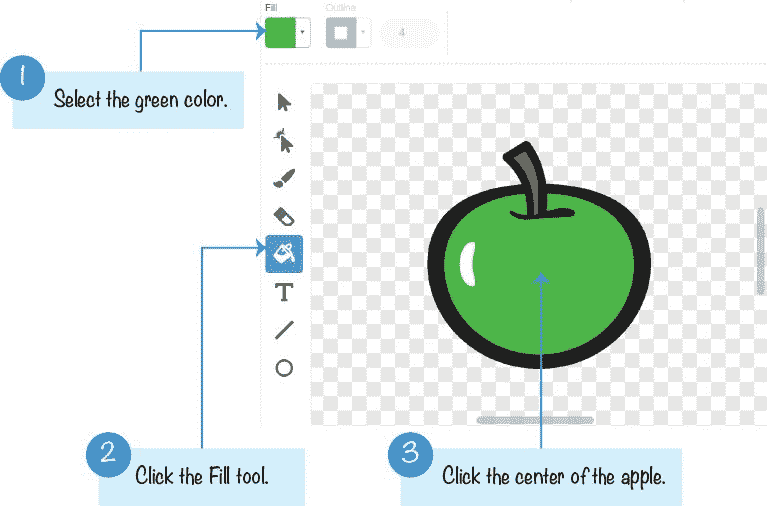 Fill
Outline
4
1
Select the green color.
T
2
Click the Fill tool.
3
Click the center of the apple.